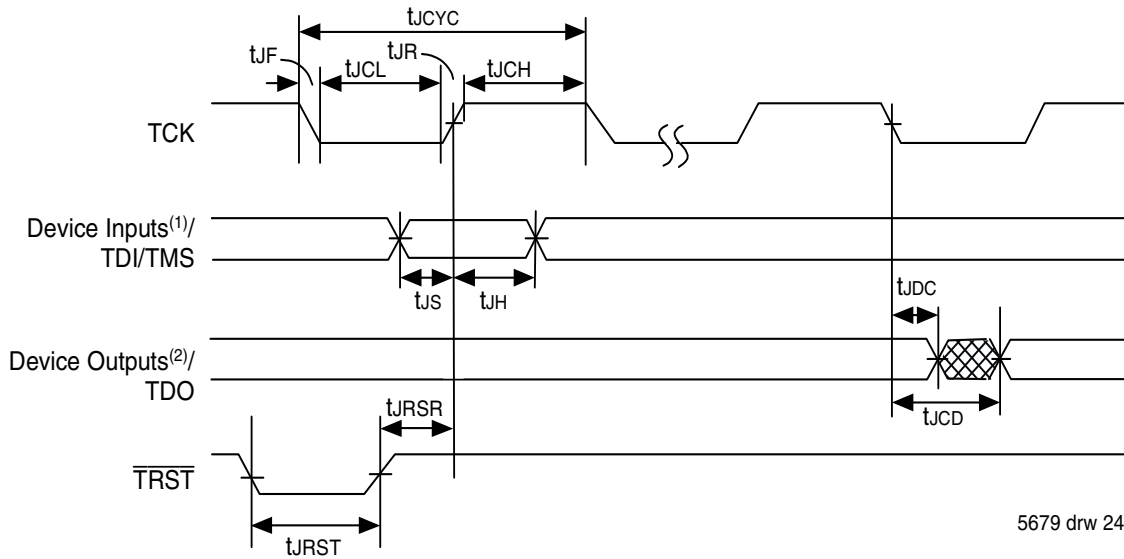 tJCYC
tJF
tJCL
tJR
tJCH
TCK
Device Inputs(1)/
TDI/TMS
tJS
tJH
tJDC
Device Outputs(2)/
TDO
tJRSR
tJCD
TRST
tJRST
5679 drw 24